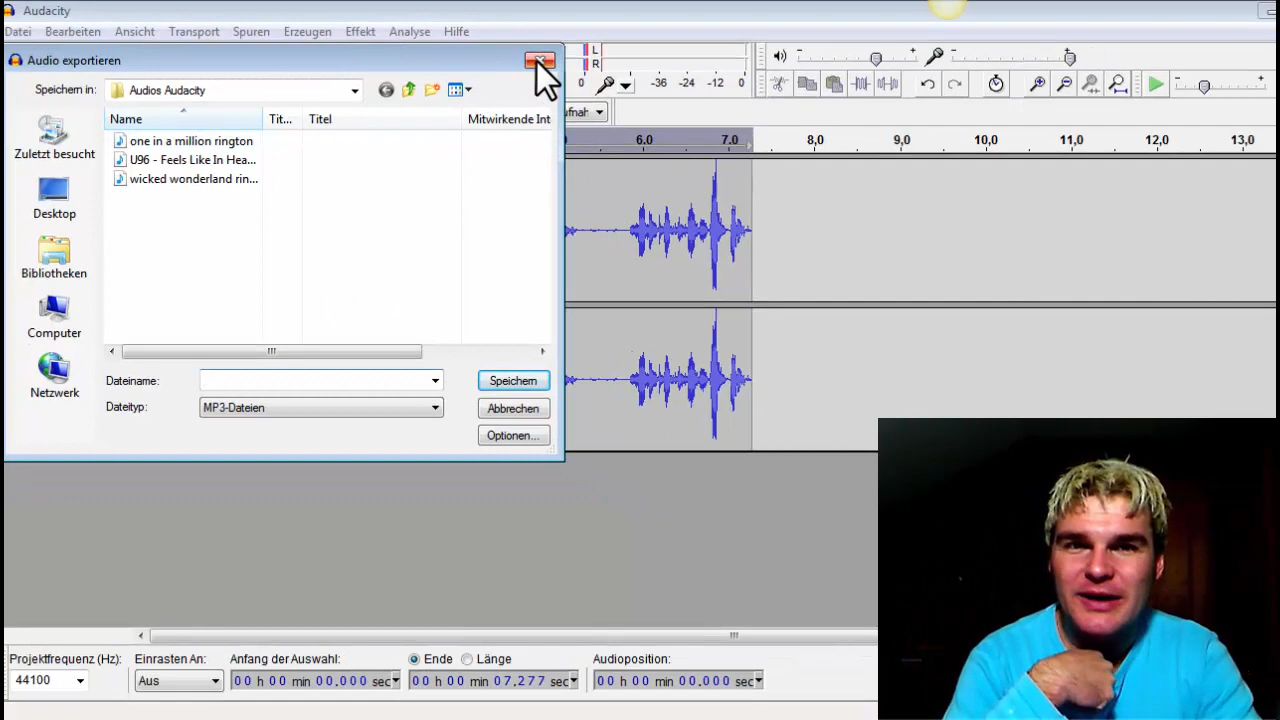 Audacity
Datei Bearbeiten Ansicht Transport Spuren Erzeugen Effekt Analyse Hilfe
Audio exportieren
Speichern in: Audios Audacity
Name Tit... Titel Mitwirkende Int
one in a million rington
U96 - Feels Like In Hea...
wicked wonderland rin...
Zuletzt besucht
Desktop
Bibliotheken
Computer
Netzwerk
Dateiname:
Speichern
Dateityp: MP3-Dateien
Abbrechen
Optionen...
L
R
0 -36 -24 -12 0
ufnah
6,0 7.0 8,0 9,0 10,0 11,0 12,0 13,0
Projektfrequenz (Hz): Einrasten An: Anfang der Auswahl: Ende Länge Audioposition:
44100 Aus 00 h 00 min 00.000 sec 00 h 00 min 07.277 sec 00 h 00 min 00.000 sec